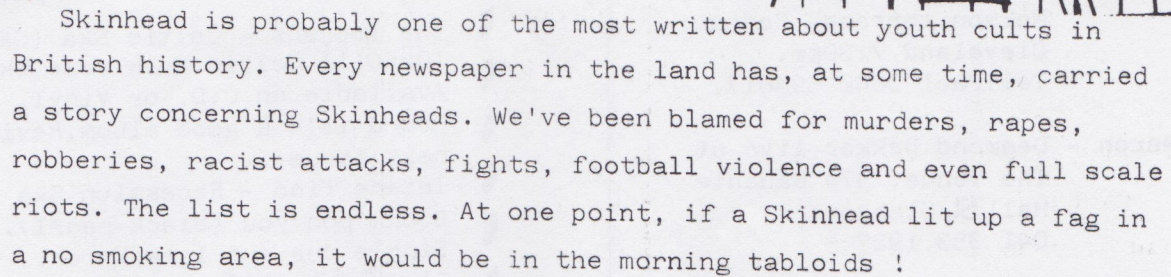 Skinhead is probably one of the most written about youth cults in
British history. Every newspaper in the land has, at some time, carried
a story concerning Skinheads. We've been blamed for murders, rapes,
robberies, racist attacks, fights, football violence and even full scale
riots. The list is endless. At one point, if a Skinhead lit up a fag in
a no smoking area, it would be in the morning tabloids !